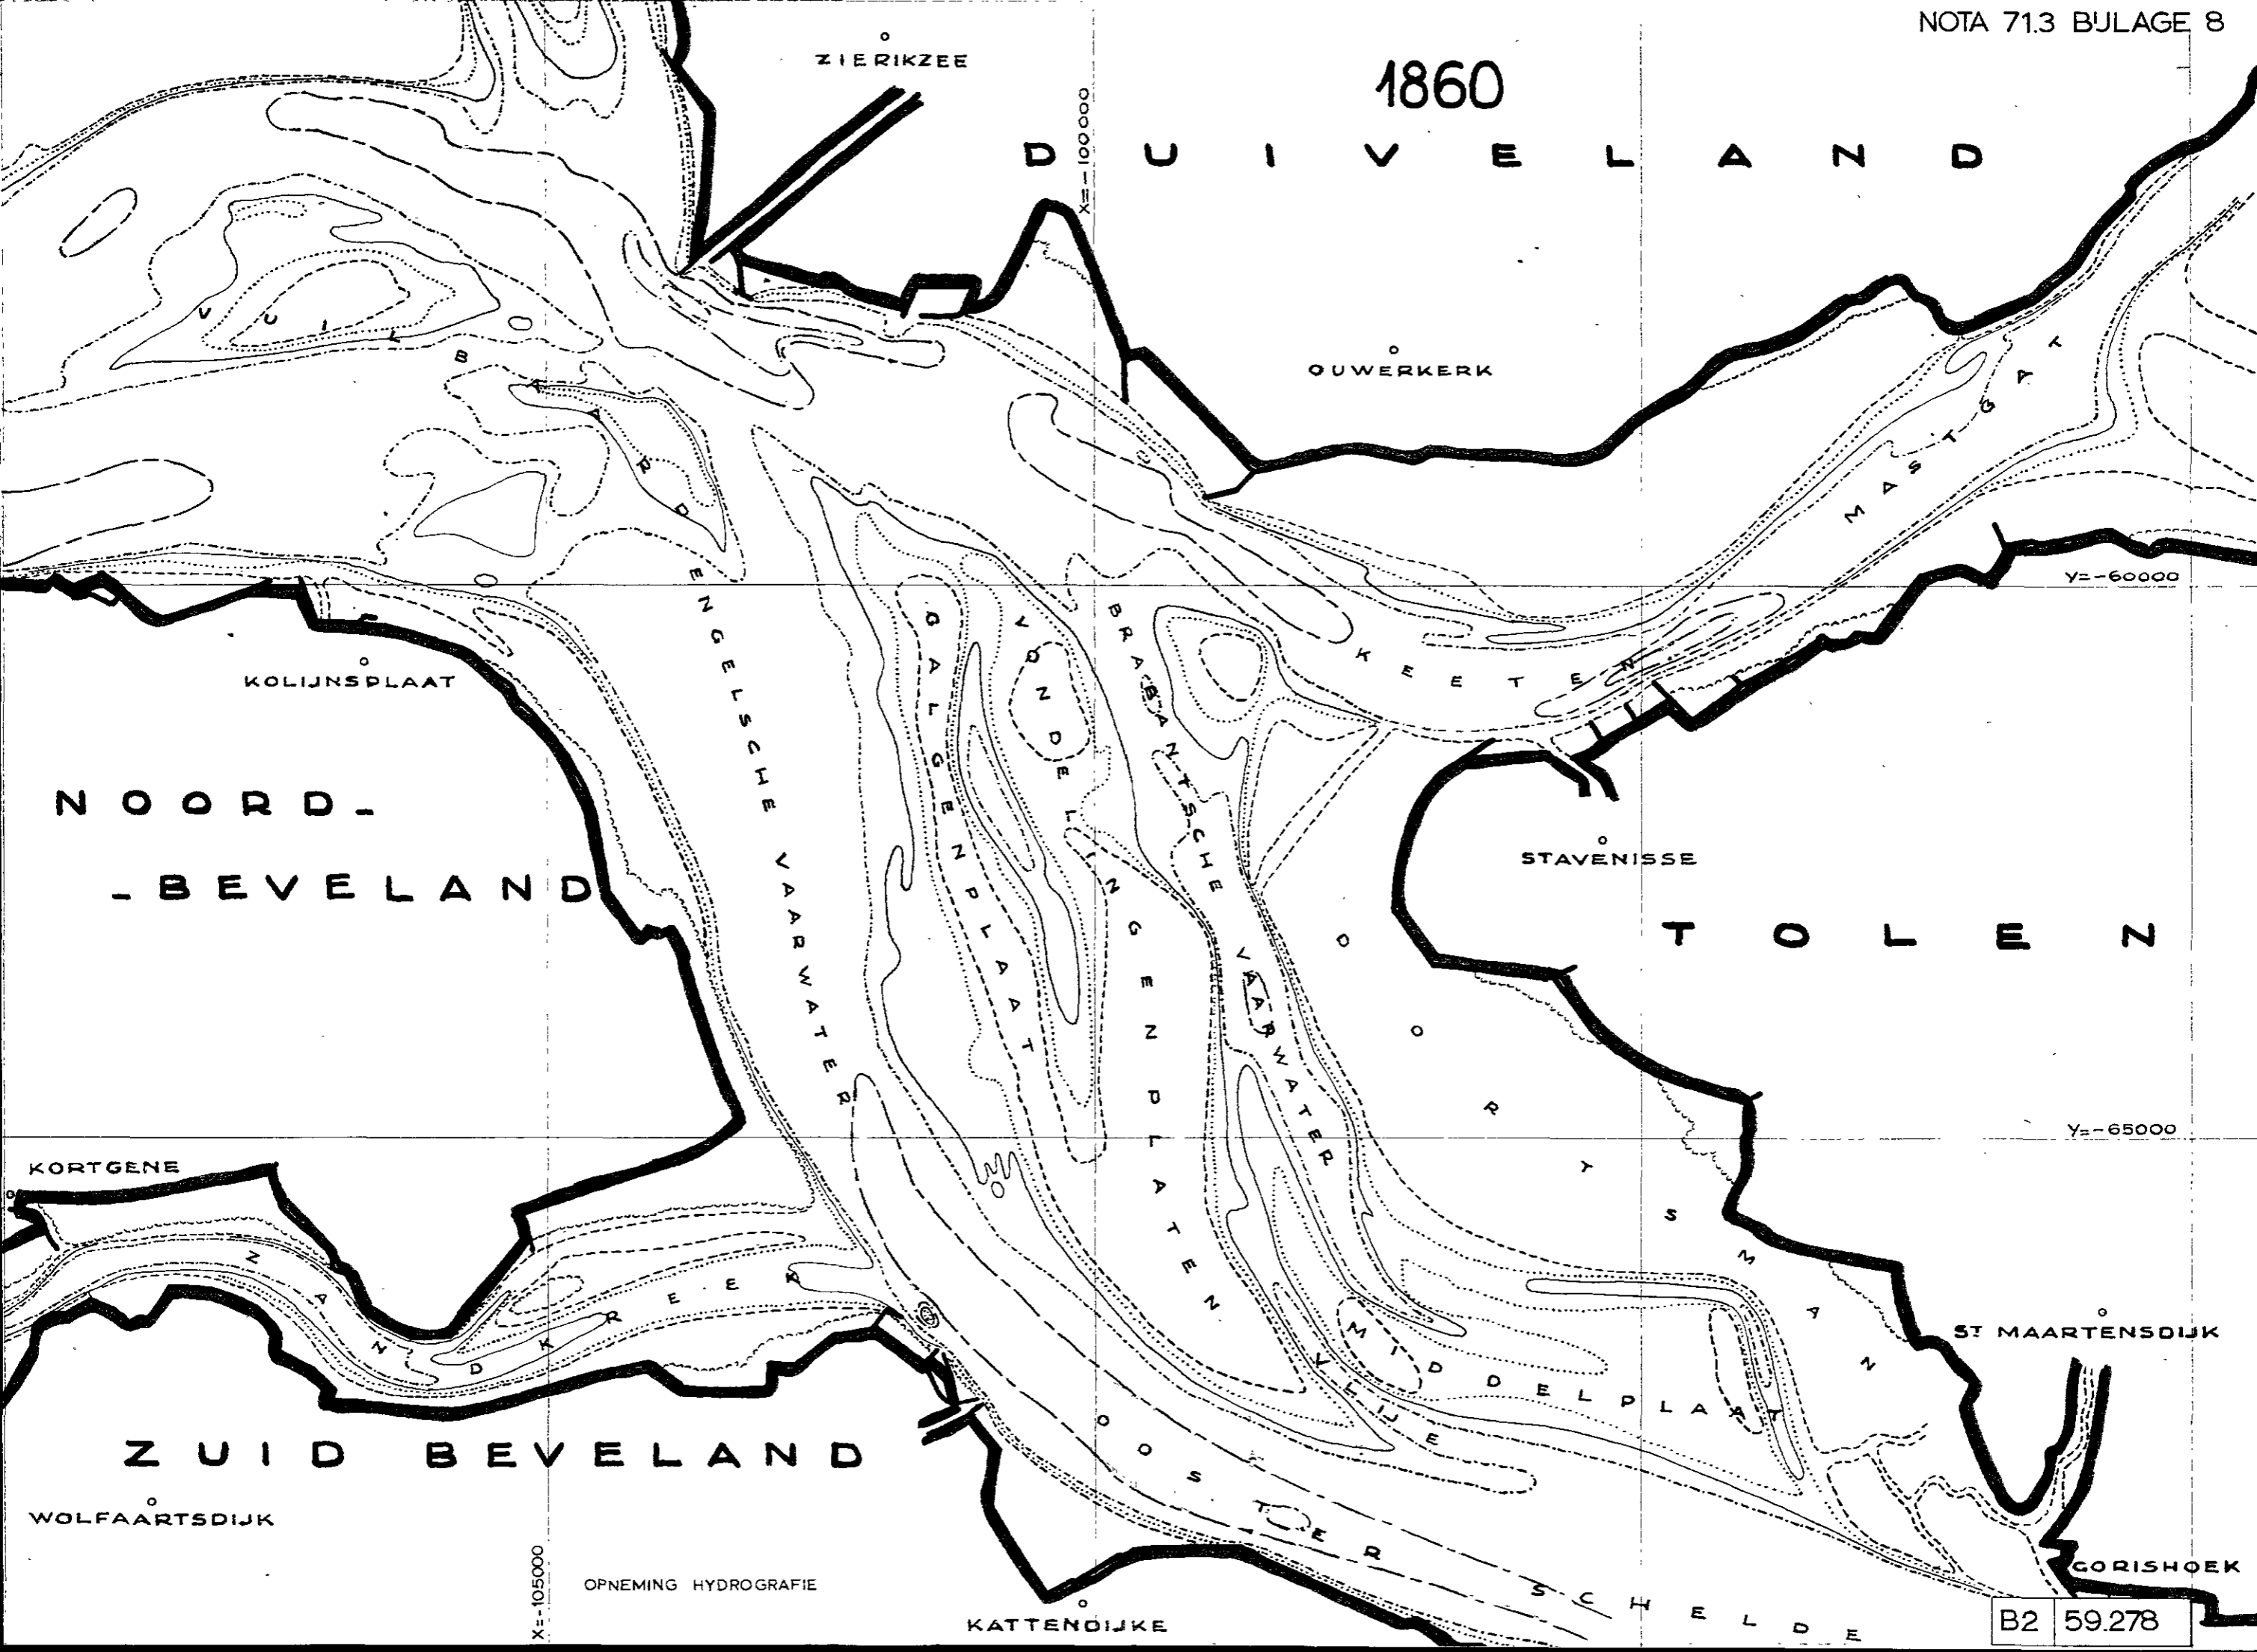 NOTA 71.3 BIJLAGE 8
ZIERIKZEE
1860
X=-100000
DUIVELAND
VUILBAARD
OUWERKERK
MASTGAT
Y=-60000
ENGELSCHE VAARWATER
GALGENPLAAT
VONDELINGENPLATEN
BRABANTSCHE VAARWATER
KEETEN
KOLIJNSPLAAT
NOORD-
-BEVELAND
STAVENISSE
TOLEN
DORTSMAN
Y=-65000
KORTGENE
ZANDKREEK
MIDDELPLAAT
VLIJE
ST MAARTENSDIJK
ZUID BEVELAND
WOLFAARTSDIJK
OOSTER SCHELDE
X=-105000
OPNEMING HYDROGRAFIE
KATTENDIJKE
GORISHOEK
B2 59.278